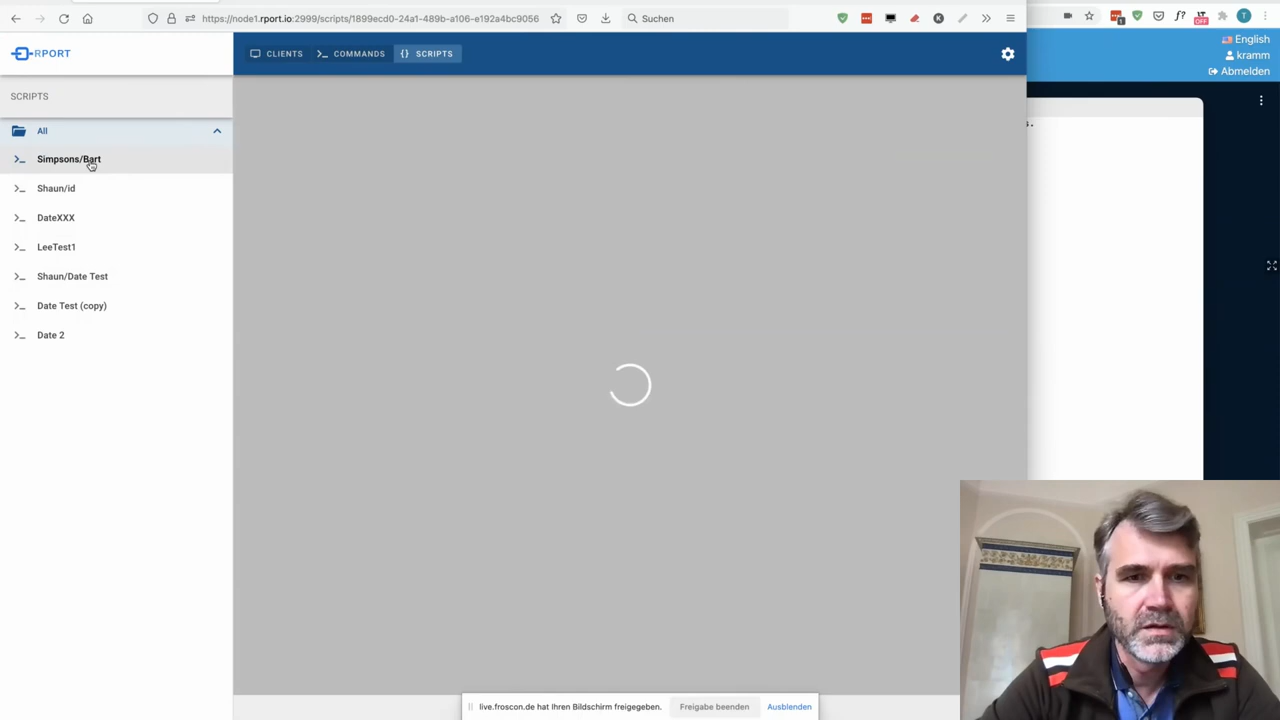 https://node1.rport.io:2999/scripts/1899ecd0-24a1-489b-a106-e192a4bc9056
Suchen
English
kramm
Abmelden
RPORT
CLIENTS
COMMANDS
SCRIPTS
SCRIPTS
All
Simpsons/Bart
Shaun/id
DateXXX
LeeTest1
Shaun/Date Test
Date Test (copy)
Date 2
live.froscon.de hat Ihren Bildschirm freigegeben.
Freigabe beenden
Ausblenden